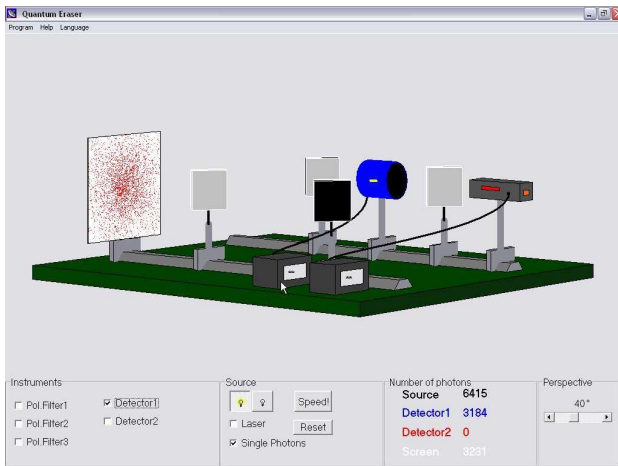 Quantum Eraser
Program Help Language
Instruments
Pol.Filter1
Pol.Filter2
Pol.Filter3
Detector1
Detector2
Source
Speed!
Laser
Reset
Single Photons
Number of photons
Source 6415
Detector1 3184
Detector2 0
Screen 3231
Perspective
40°